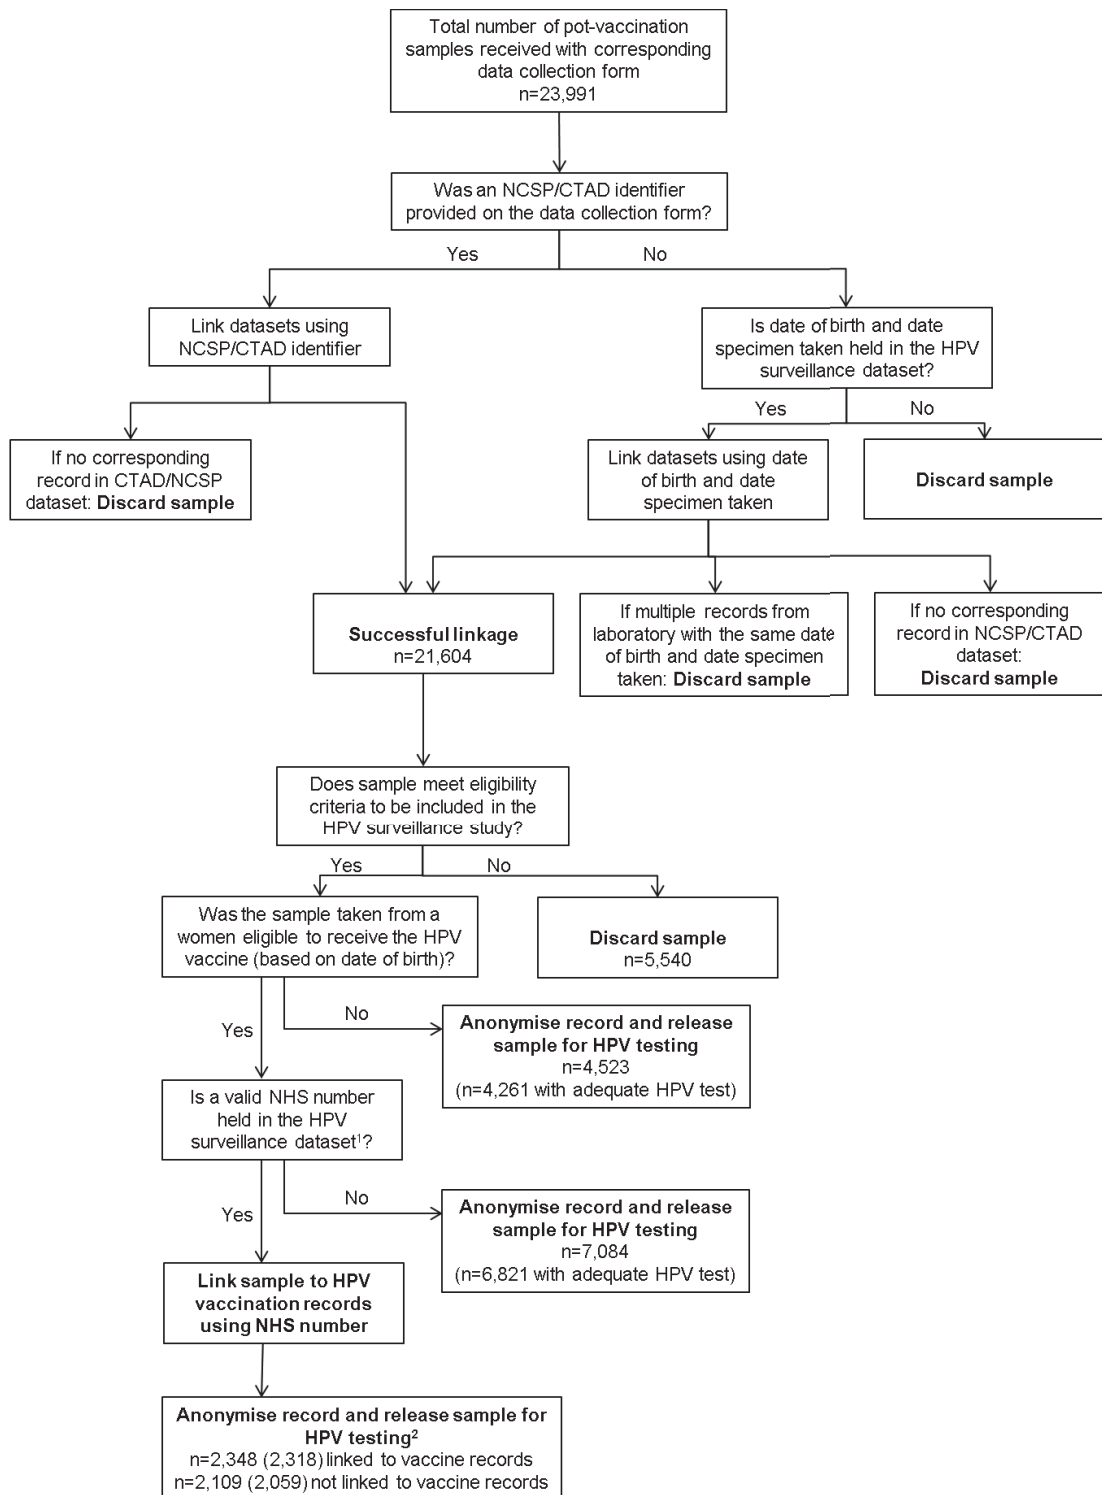 Total number of pot-vaccination
samples received with corresponding
data collection form
n=23,991
Was an NCSP/CTAD identifier
provided on the data collection form?
Yes
No
Link datasets using
NCSP/CTAD identifier
Is date of birth and date
specimen taken held in the HPV
surveillance dataset?
Yes
No
If no corresponding
record in CTAD/NCSP
dataset: Discard sample
Link datasets using date
of birth and date
specimen taken
Discard sample
Successful linkage
n=21,604
If multiple records from
laboratory with the same date
of birth and date specimen
taken: Discard sample
If no corresponding
record in NCSP/CTAD
dataset:
Discard sample
Does sample meet eligibility
criteria to be included in the
HPV surveillance study?
Yes
No
Was the sample taken from a
women eligible to receive the HPV
vaccine (based on date of birth)?
Discard sample
n=5,540
No
Yes
Anonymise record and release
sample for HPV testing
n=4,523
(n=4,261 with adequate HPV test)
Is a valid NHS number
held in the HPV
surveillance dataset¹?
No
Yes
Anonymise record and release
sample for HPV testing
n=7,084
(n=6,821 with adequate HPV test)
Link sample to HPV
vaccination records
using NHS number
Anonymise record and release sample for
HPV testing²
n=2,348 (2,318) linked to vaccine records
n=2,109 (2,059) not linked to vaccine records